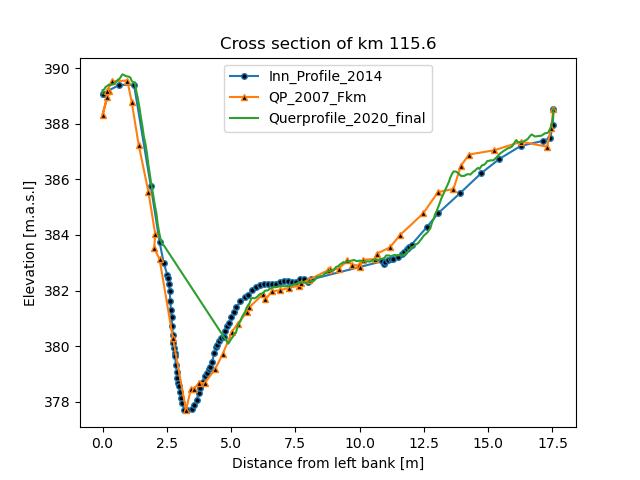 Cross section of km 115.6
Inn_Profile_2014
QP_2007_Fkm
Querprofile_2020_final
Elevation [m.a.s.l]
390
388
386
384
382
380
378
0.0 2.5 5.0 7.5 10.0 12.5 15.0 17.5
Distance from left bank [m]